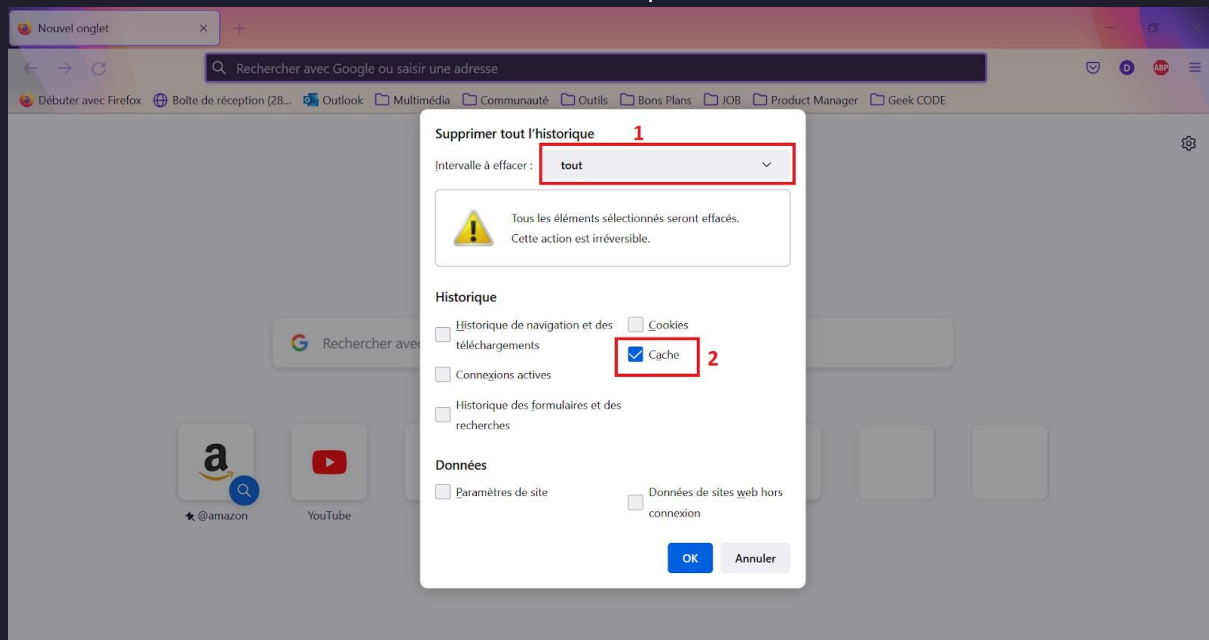 Nouvel onglet
Rechercher avec Google ou saisir une adresse
D
ABP
Débuter avec Firefox
Boîte de réception (28...
Outlook
Multimédia
Communauté
Outils
Bons Plans
JOB
Product Manager
Geek CODE
Supprimer tout l'historique
1
Intervalle à effacer :
tout
Tous les éléments sélectionnés seront effacés.
Cette action est irréversible.
Historique
Historique de navigation et des
téléchargements
Cookies
Cache
2
Connexions actives
Historique des formulaires et des
recherches
Données
Paramètres de site
Données de sites web hors
connexion
OK
Annuler
Rechercher avec
a
@amazon
YouTube